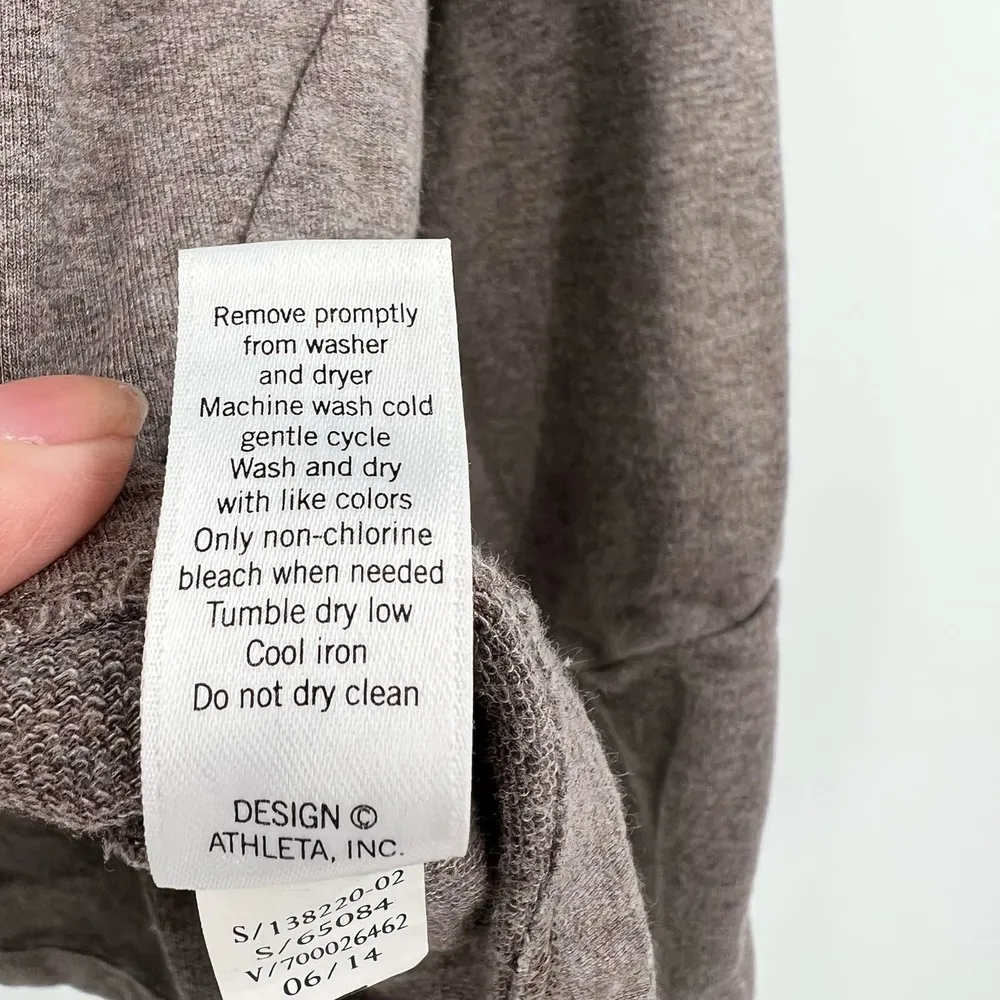 Remove promptly
from washer
and dryer
Machine wash cold
gentle cycle
Wash and dry
with like colors
Only non-chlorine
bleach when needed
Tumble dry low
Cool iron
Do not dry clean
DESIGN ©
ATHLETA, INC.
S/138220-02
S/65084
V/700026462
06/14